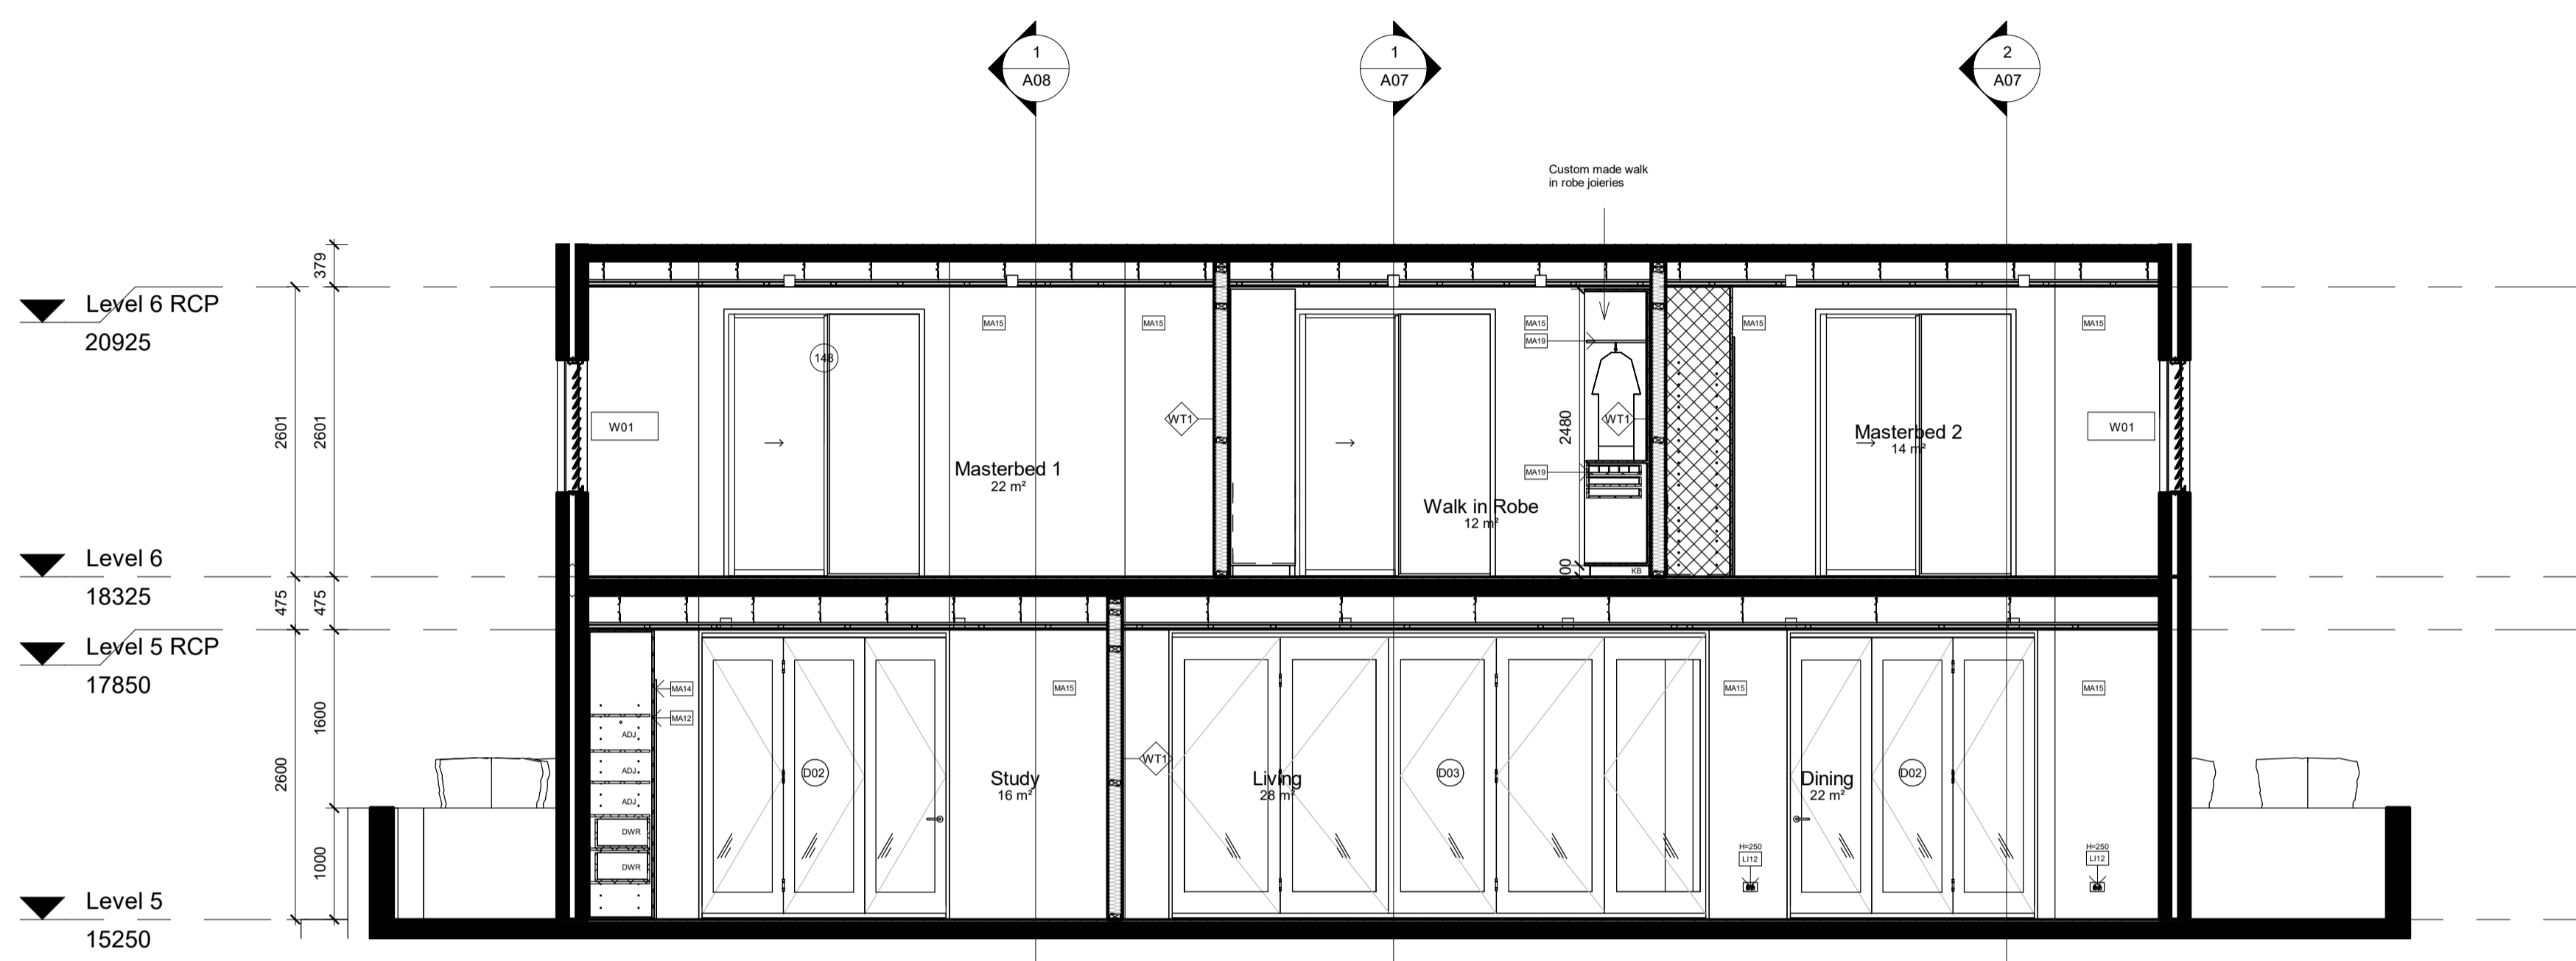 1
A08
1
A07
2
A07
Custom made walk
in robe joieries
379
Level 6 RCP
20925
MA15
MA15
MA15
MA15
MA15
MA19
148
2601
2601
W01
WT1
2480
WT1
W01
Masterbed 2
14 m²
Masterbed 1
22 m²
MA19
Walk in Robe
12 m²
Level 6
18325
KB
475
475
Level 5 RCP
17850
MA14
MA15
MA15
MA15
MA12
1600
ADJ
WT1
2600
ADJ
D02
Study
16 m²
Living
28 m²
D03
Dining
22 m²
D02
ADJ
DWR
1000
DWR
H=250
LI12
H=250
LI12
Level 5
15250